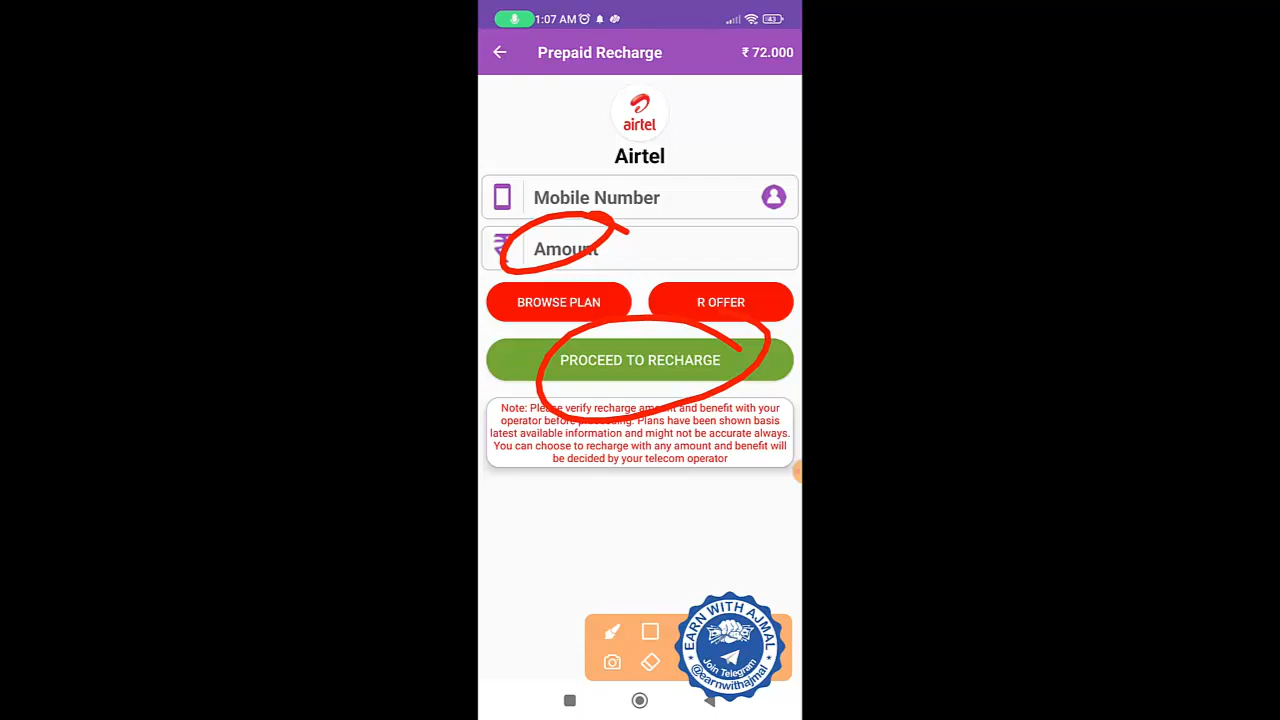 1:07 AM
43
Prepaid Recharge
₹ 72.000
airtel
Airtel
Mobile Number
₹
Amount
BROWSE PLAN
R OFFER
PROCEED TO RECHARGE
Note: Please verify recharge amount and benefit with your
operator before processing. Plans have been shown basis
latest available information and might not be accurate always.
You can choose to recharge with any amount and benefit will
be decided by your telecom operator
EARN WITH AJMAL
Join Telegram
@earnwithajmal